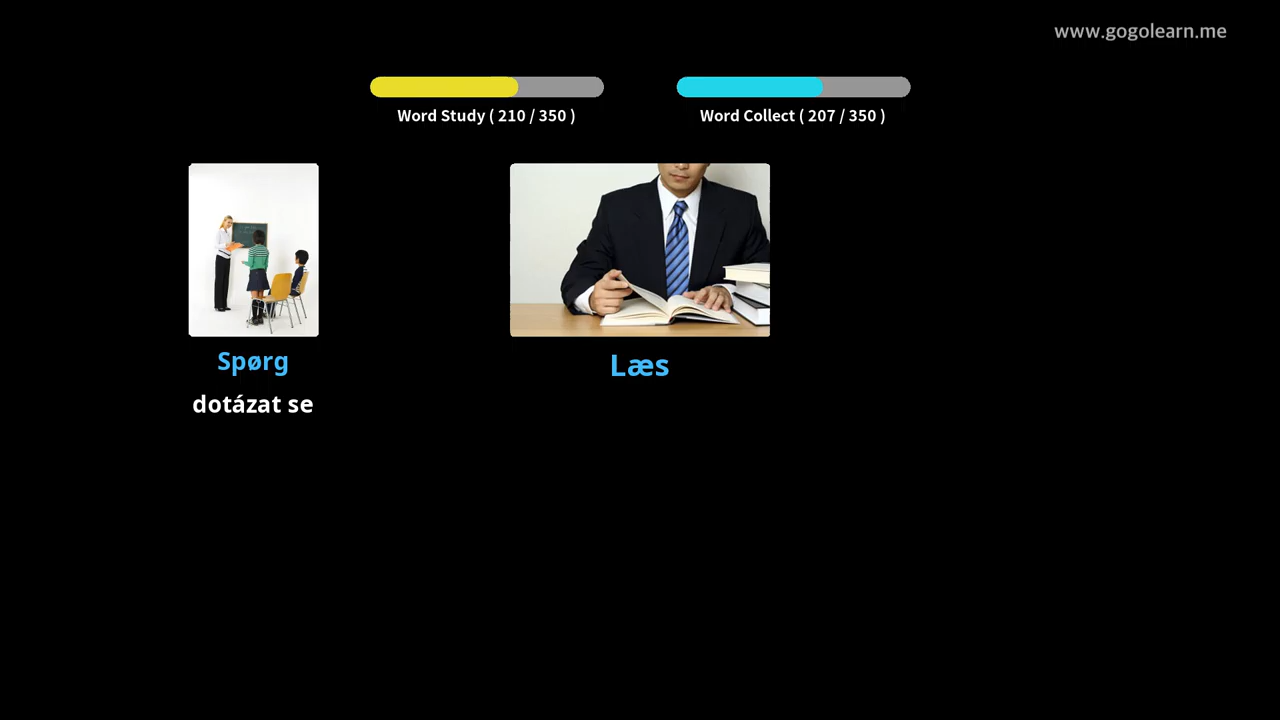 www.gogolearn.me
Word Study ( 210 / 350 )
Word Collect ( 207 / 350 )
Spørg
Læs
dotázat se